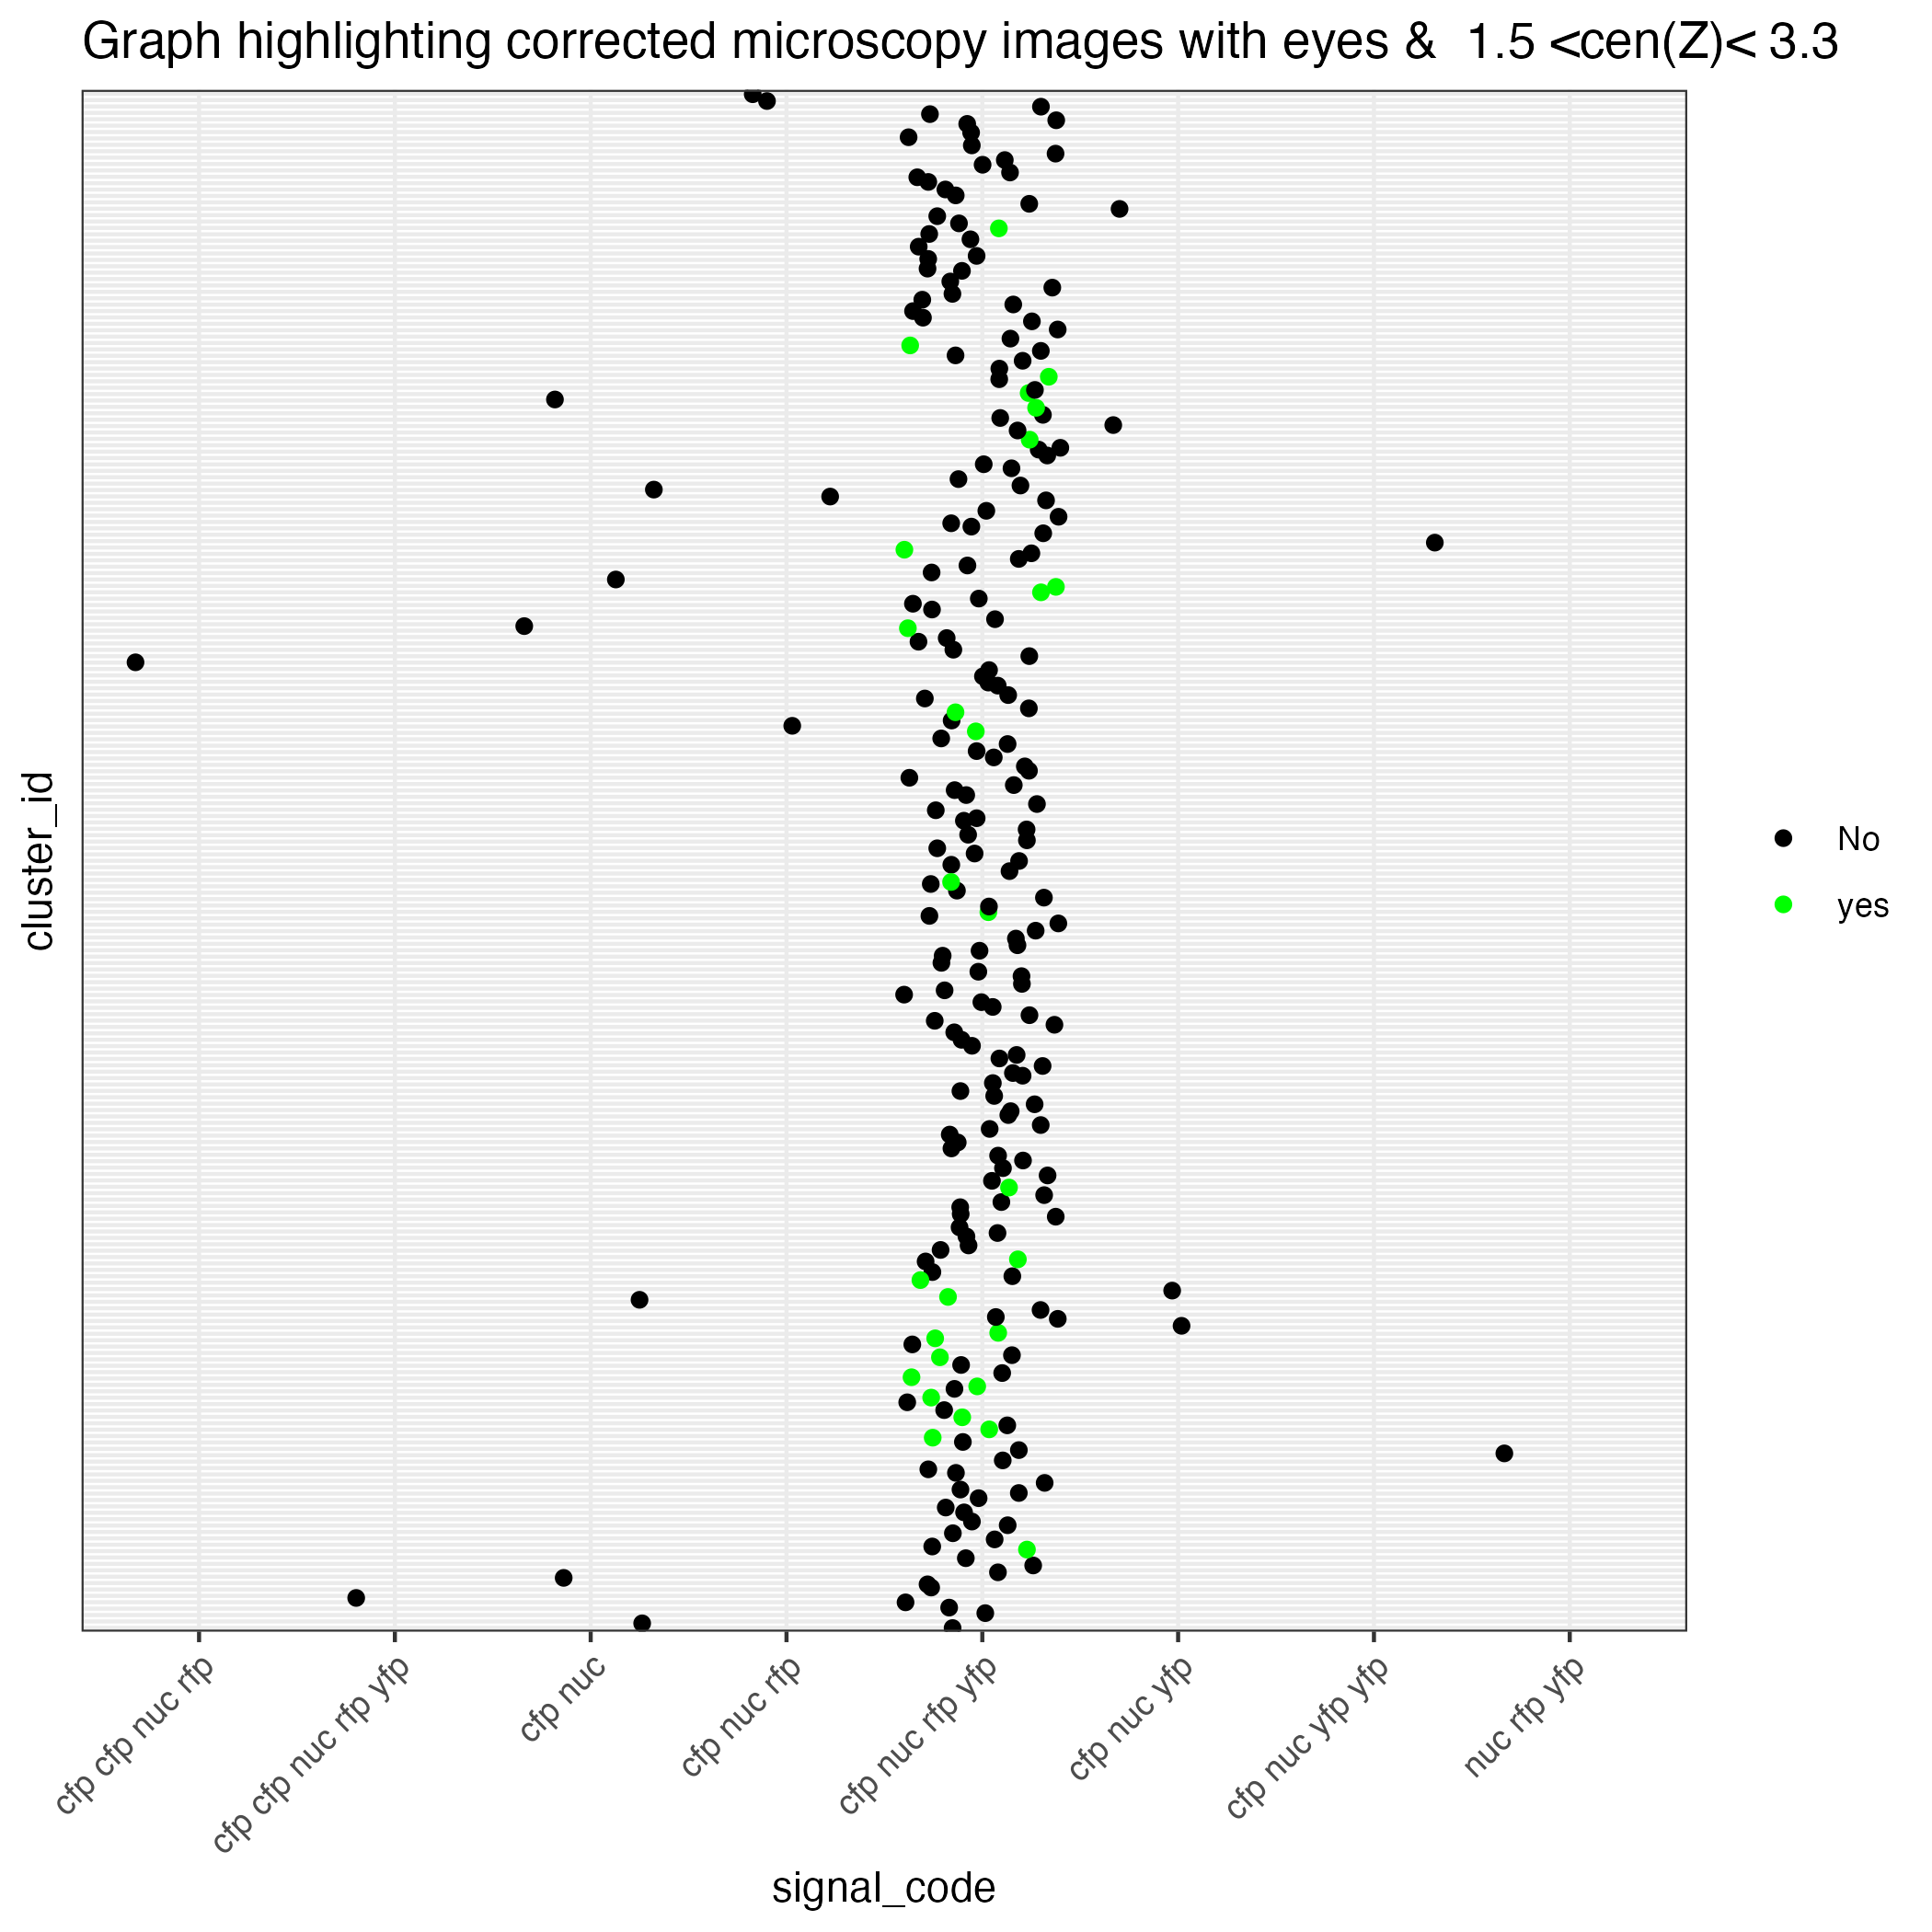 Graph highlighting corrected microscopy images with eyes &  1.5 <cen(Z)< 3.3
cluster_id
No
yes
cfp cfp nuc rfp
cfp cfp nuc rfp yfp
cfp nuc
cfp nuc rfp
cfp nuc rfp yfp
cfp nuc yfp
cfp nuc yfp yfp
nuc rfp yfp
signal_code